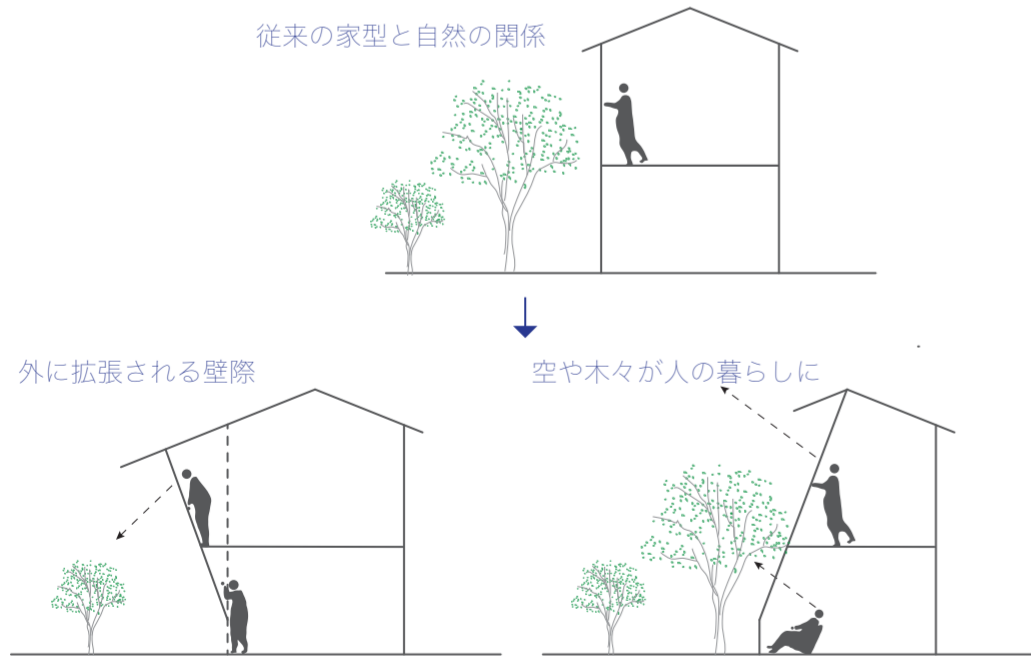 従来の家型と自然の関係
外に拡張される壁際
空や木々が人の暮らしに